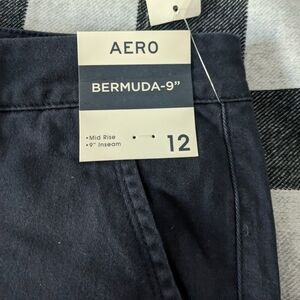 AERO
BERMUDA-9"
•Mid Rise
•9" Inseam
12